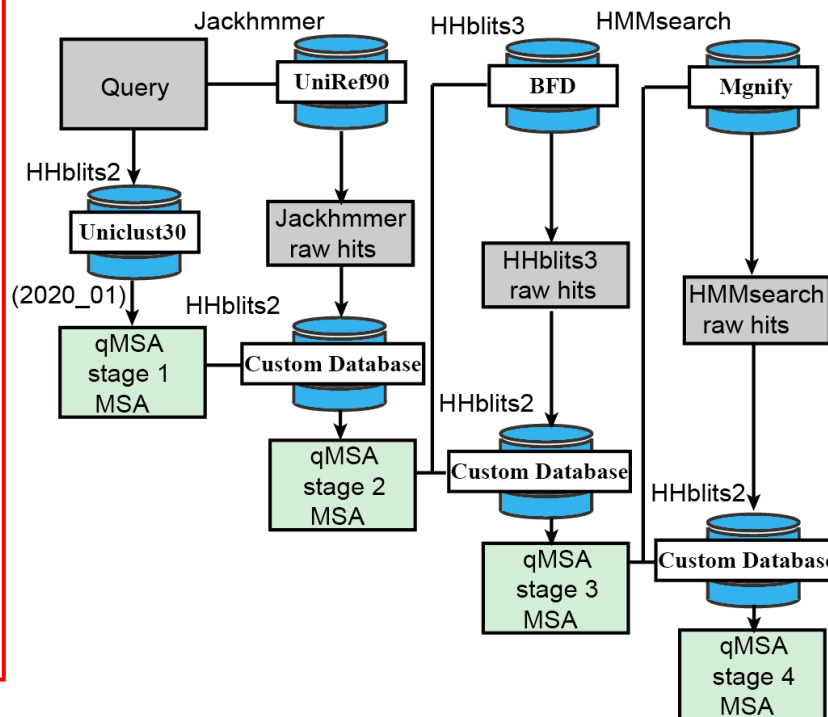 Jackhmmer
HHblits3
HMMsearch
Query
UniRef90
BFD
Mgnify
HHblits2
Uniclust30
Jackhmmer
raw hits
HHblits3
raw hits
HMMsearch
raw hits
(2020_01)
HHblits2
qMSA
stage 1
MSA
Custom Database
HHblits2
qMSA
stage 2
MSA
Custom Database
HHblits2
qMSA
stage 3
MSA
Custom Database
qMSA
stage 4
MSA